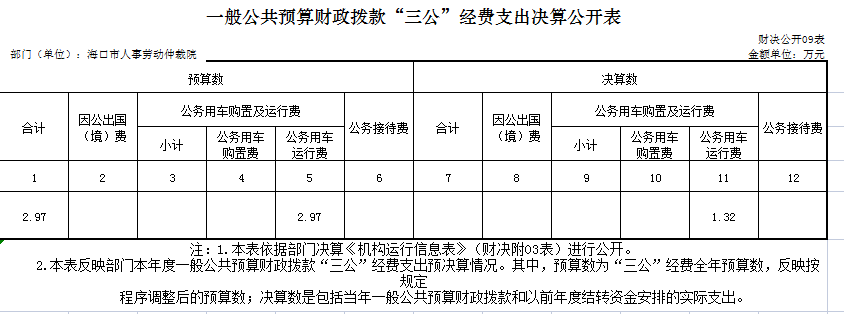 一般公共预算财政拨款“三公”经费支出决算公开表
财决公开09表
部门（单位）：海口市人事劳动仲裁院 金额单位：万元
预算数 决算数
合计 因公出国（境）费 公务用车购置及运行费 公务接待费 合计 因公出国（境）费 公务用车购置及运行费 公务接待费
小计 公务用车购置费 公务用车运行费 小计 公务用车购置费 公务用车运行费
1 2 3 4 5 6 7 8 9 10 11 12
2.97 2.97 1.32
注：1.本表依据部门决算《机构运行信息表》（财决附03表）进行公开。
2.本表反映部门本年度一般公共预算财政拨款“三公”经费支出预决算情况。其中，预算数为“三公”经费全年预算数，反映按
规定
程序调整后的预算数；决算数是包括当年一般公共预算财政拨款和以前年度结转资金安排的实际支出。